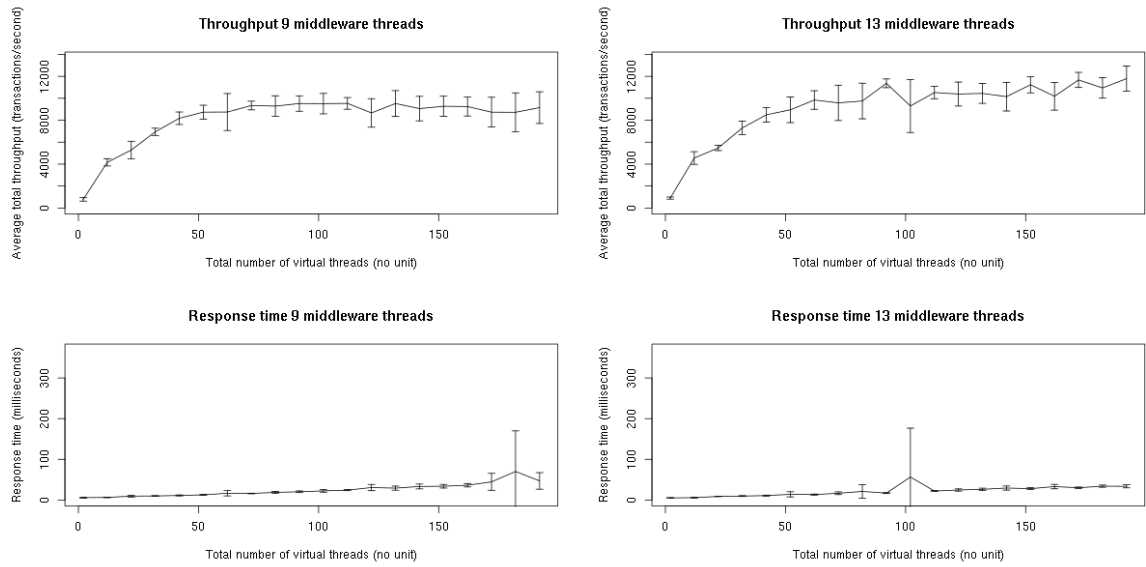 Throughput 9 middleware threads
Average total throughput (transactions/second)
12000
8000
4000
0
0 50 100 150
Total number of virtual threads (no unit)
Throughput 13 middleware threads
Average total throughput (transactions/second)
12000
8000
4000
0
0 50 100 150
Total number of virtual threads (no unit)
Response time 9 middleware threads
Response time (milliseconds)
300
200
100
0
0 50 100 150
Total number of virtual threads (no unit)
Response time 13 middleware threads
Response time (milliseconds)
300
200
100
0
0 50 100 150
Total number of virtual threads (no unit)